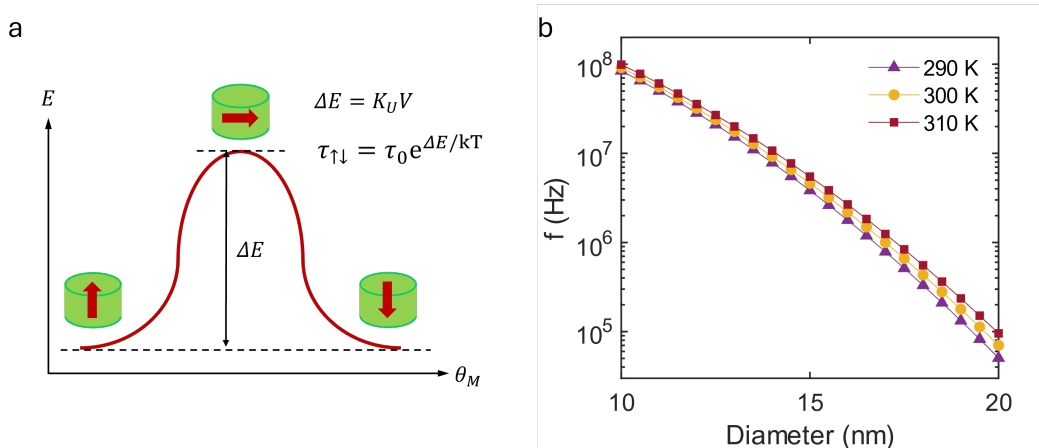 a
E
ΔE = K_U V
τ_↑↓ = τ_0 e^{ΔE/kT}
ΔE
θ_M
b
f (Hz)
10^8
10^7
10^6
10^5
290 K
300 K
310 K
10
15
20
Diameter (nm)